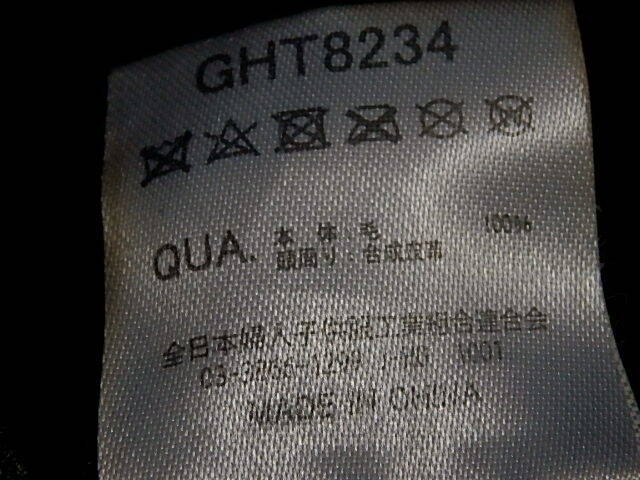 GHT8234
QUA. 本体 毛 100%
頭周り:合成皮革
全日本婦人子供服工業組合連合会
MADE IN CHINA